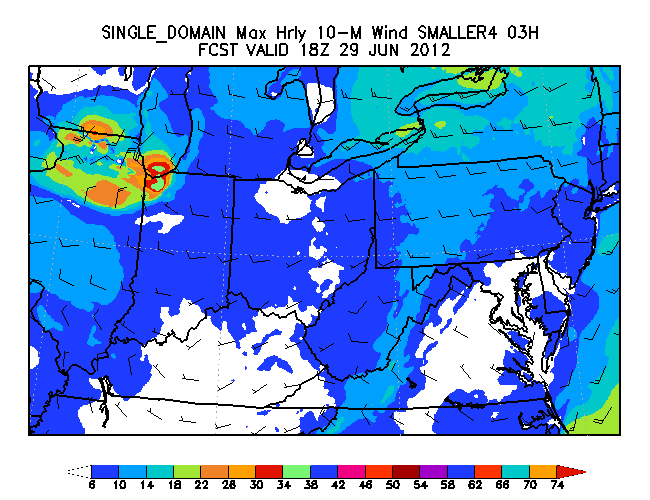 SINGLE_DOMAIN Max Hrly 10-M Wind SMALLER4 03H
FCST VALID 18Z 29 JUN 2012
6 10 14 18 22 26 30 34 38 42 46 50 54 58 62 66 70 74